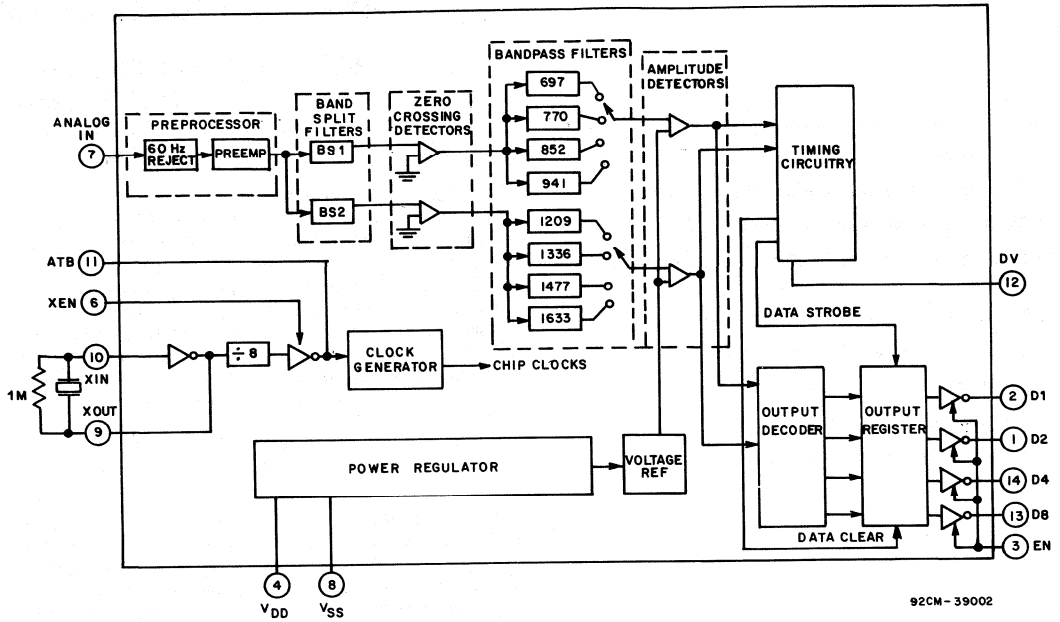 BANDPASS FILTERS
AMPLITUDE
DETECTORS
697
770
852
941
1209
1336
1477
1633
ZERO
CROSSING
DETECTORS
BAND
SPLIT
FILTERS
BS1
BS2
PREPROCESSOR
60 Hz
REJECT
PREEMP
ANALOG
IN
7
TIMING
CIRCUITRY
DV
12
ATB 11
XEN 6
10
XIN
1M
XOUT
9
÷ 8
CLOCK
GENERATOR
CHIP CLOCKS
DATA STROBE
POWER REGULATOR
VOLTAGE
REF
OUTPUT
DECODER
OUTPUT
REGISTER
DATA CLEAR
2 D1
1 D2
14 D4
13 D8
3 EN
4
VDD
8
VSS
92CM-39002